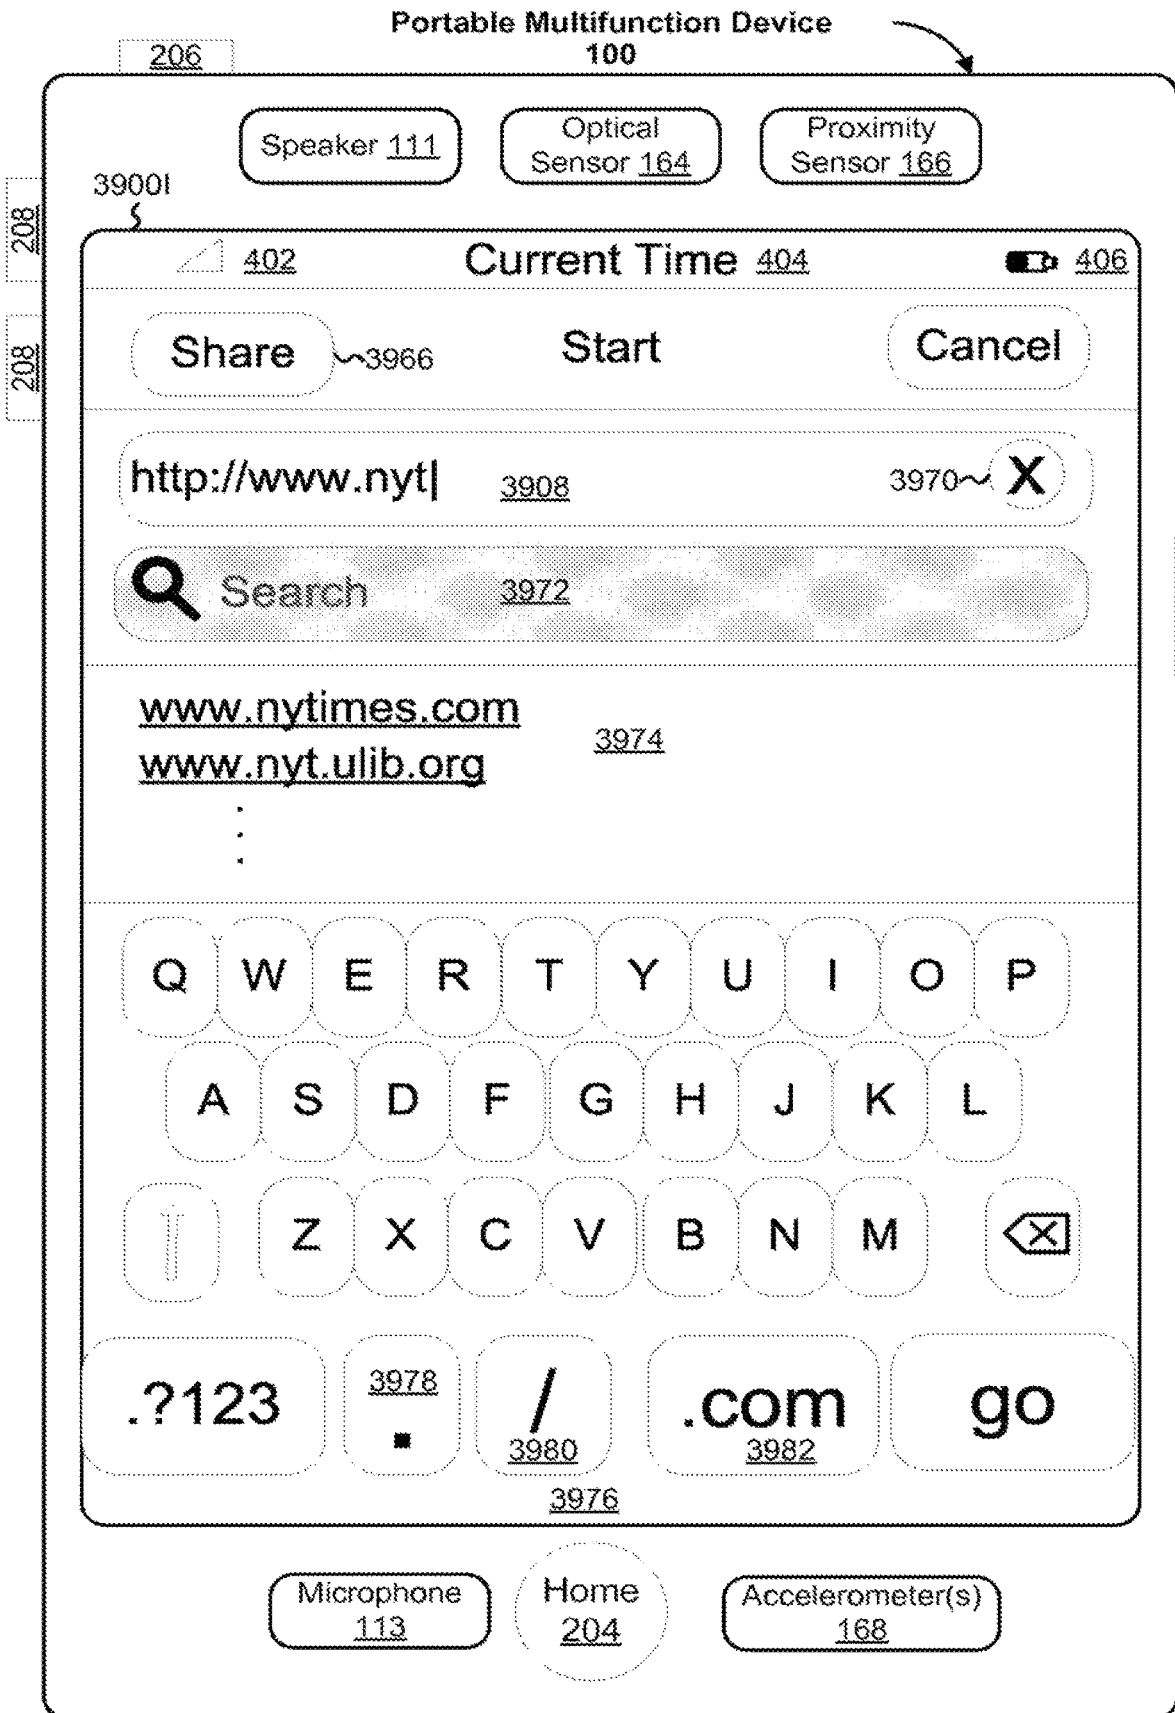 Portable Multifunction Device
100
206
Speaker 111
Optical
Sensor 164
Proximity
Sensor 166
3900I
208
208
402
Current Time 404
406
Share
3966
Start
Cancel
http://www.nyt
3908
3970
X
Search
3972
www.nytimes.com
www.nyt.ulib.org
3974
Q W E R T Y U I O P
A S D F G H J K L
Z X C V B N M
.?123
3978
.
/
3980
.com
3982
go
3976
Microphone
113
Home
204
Accelerometer(s)
168